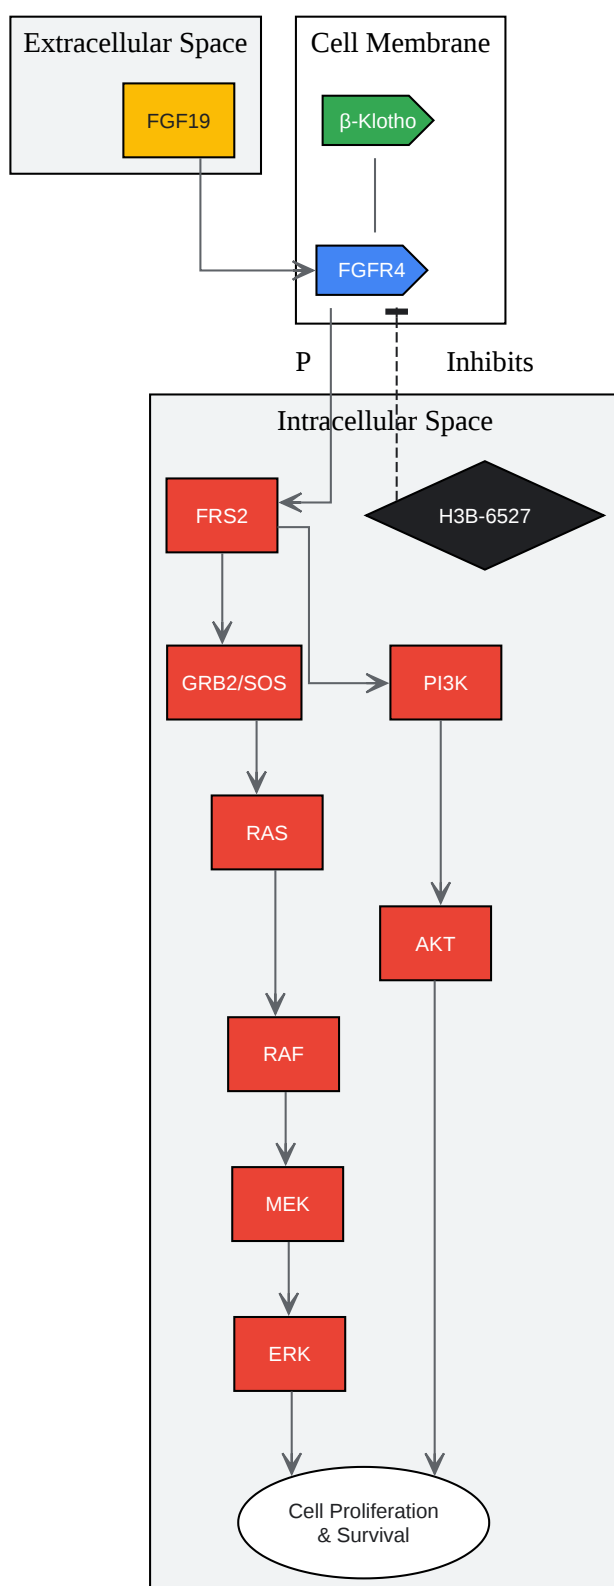 Extracellular Space
Cell Membrane
FGF19
β-Klotho
FGFR4
P
Inhibits
Intracellular Space
FRS2
H3B-6527
GRB2/SOS
PI3K
RAS
AKT
RAF
MEK
ERK
Cell Proliferation
& Survival